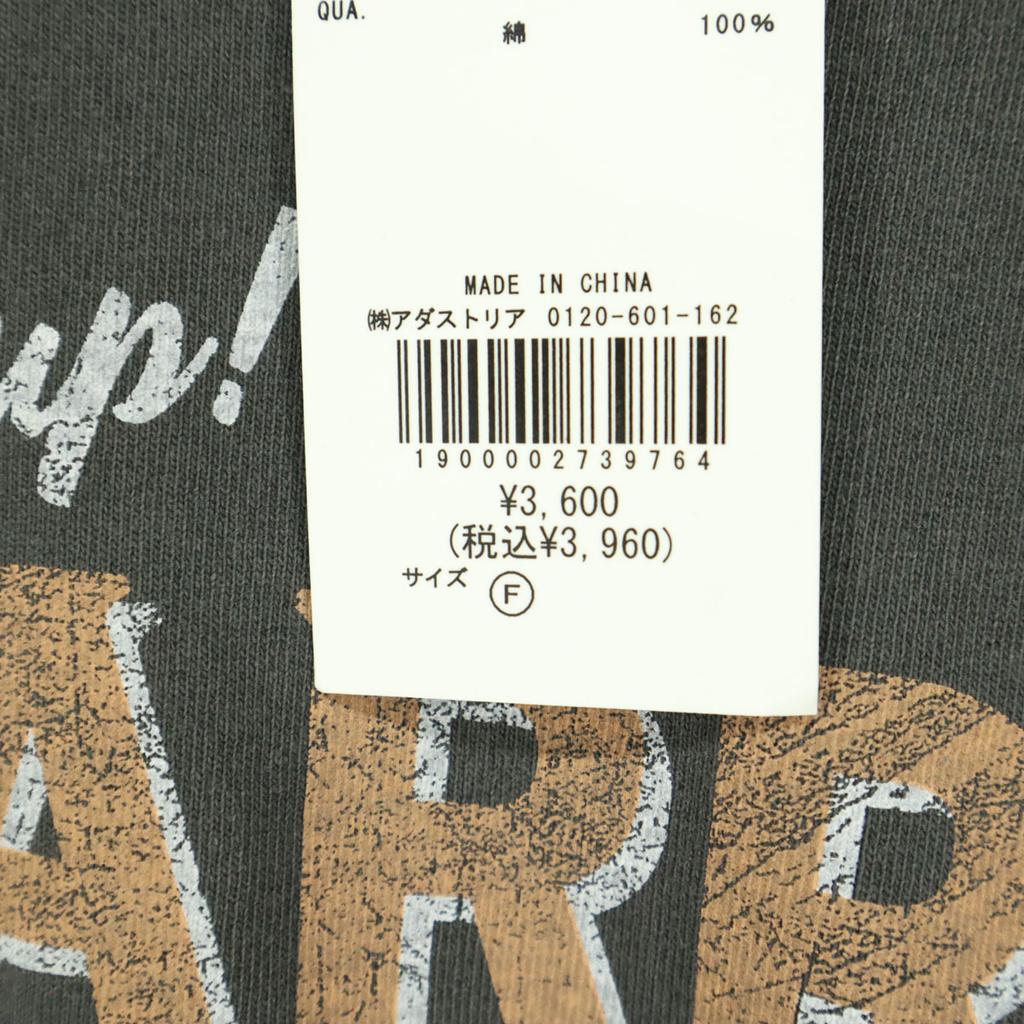 QUA.
綿 100%
MADE IN CHINA
㈱アダストリア 0120-601-162
1900002739764
¥3,600
(税込¥3,960)
サイズ Ⓕ
up!
ARR